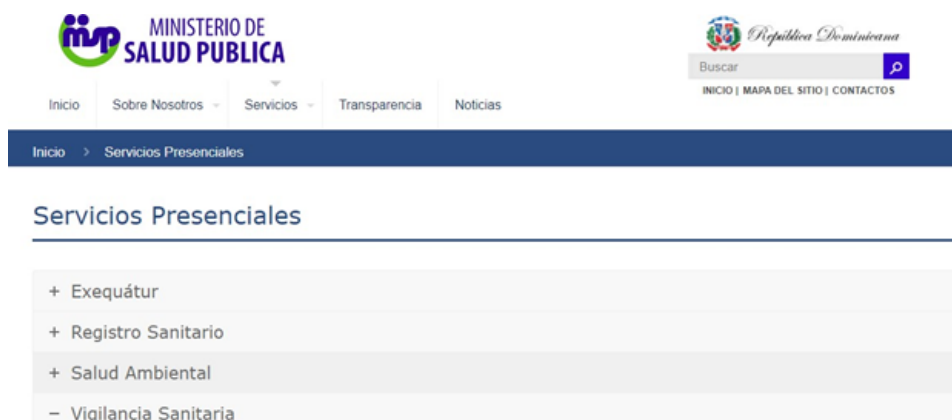 msp MINISTERIO DE
SALUD PUBLICA
República Dominicana
Buscar
INICIO | MAPA DEL SITIO | CONTACTOS
Inicio Sobre Nosotros Servicios Transparencia Noticias
Inicio > Servicios Presenciales
Servicios Presenciales
+ Exequátur
+ Registro Sanitario
+ Salud Ambiental
− Vigilancia Sanitaria